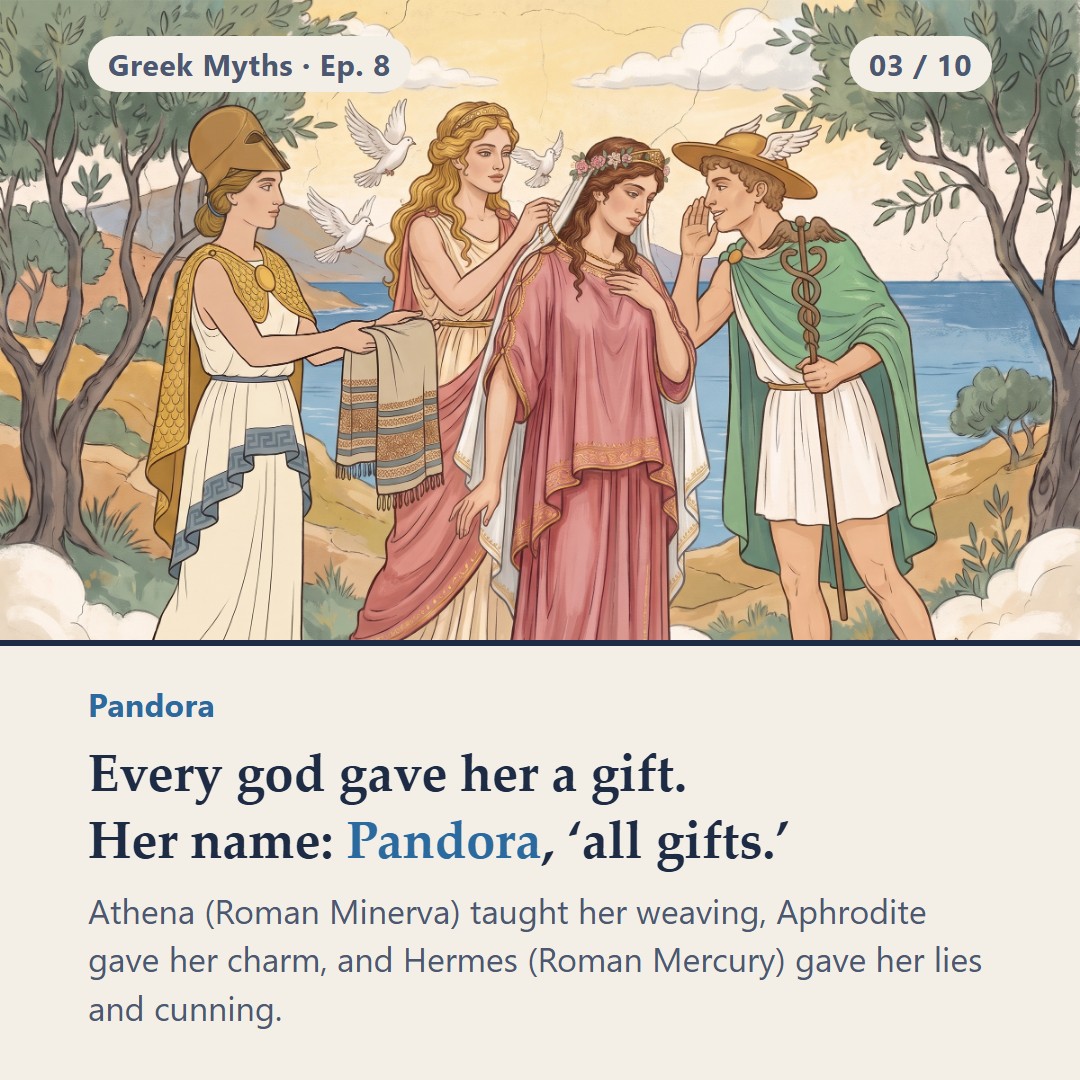 Greek Myths · Ep. 8
03 / 10
Pandora
Every god gave her a gift.
Her name: Pandora, ‘all gifts.’
Athena (Roman Minerva) taught her weaving, Aphrodite
gave her charm, and Hermes (Roman Mercury) gave her lies
and cunning.